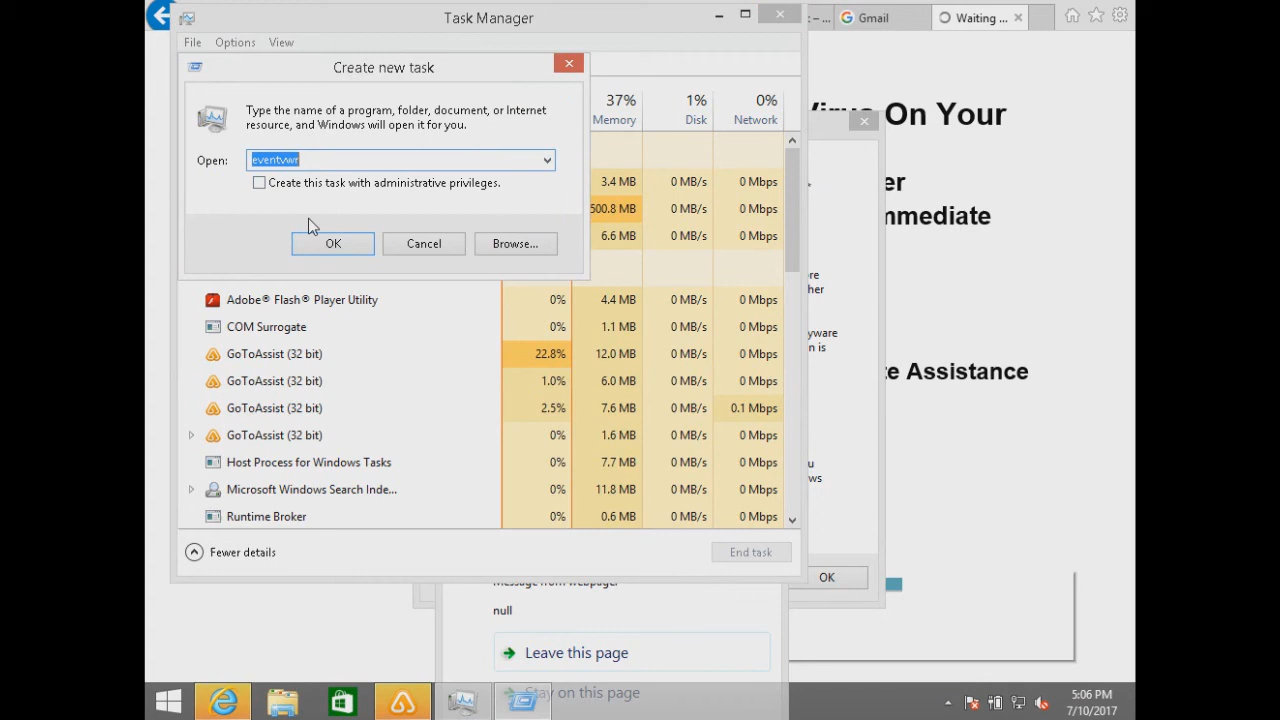 Task Manager
Gmail
Waiting ...
File Options View
Create new task
Type the name of a program, folder, document, or Internet
resource, and Windows will open it for you.
Open: eventvwr
Create this task with administrative privileges.
OK Cancel Browse...
37% 1% 0%
Memory Disk Network
3.4 MB 0 MB/s 0 Mbps
500.8 MB 0 MB/s 0 Mbps
6.6 MB 0 MB/s 0 Mbps
Adobe® Flash® Player Utility 0% 4.4 MB 0 MB/s 0 Mbps
COM Surrogate 0% 1.1 MB 0 MB/s 0 Mbps
GoToAssist (32 bit) 22.8% 12.0 MB 0 MB/s 0 Mbps
GoToAssist (32 bit) 1.0% 6.0 MB 0 MB/s 0 Mbps
GoToAssist (32 bit) 2.5% 7.6 MB 0 MB/s 0.1 Mbps
GoToAssist (32 bit) 0% 1.6 MB 0 MB/s 0 Mbps
Host Process for Windows Tasks 0% 7.7 MB 0 MB/s 0 Mbps
Microsoft Windows Search Inde... 0% 11.8 MB 0 MB/s 0 Mbps
Runtime Broker 0% 0.6 MB 0 MB/s 0 Mbps
Fewer details
End task
On Your
er
mmediate
re
her
yware
n is
te Assistance
u
ws
OK
Message from webpage:
null
Leave this page
Stay on this page
5:06 PM
7/10/2017